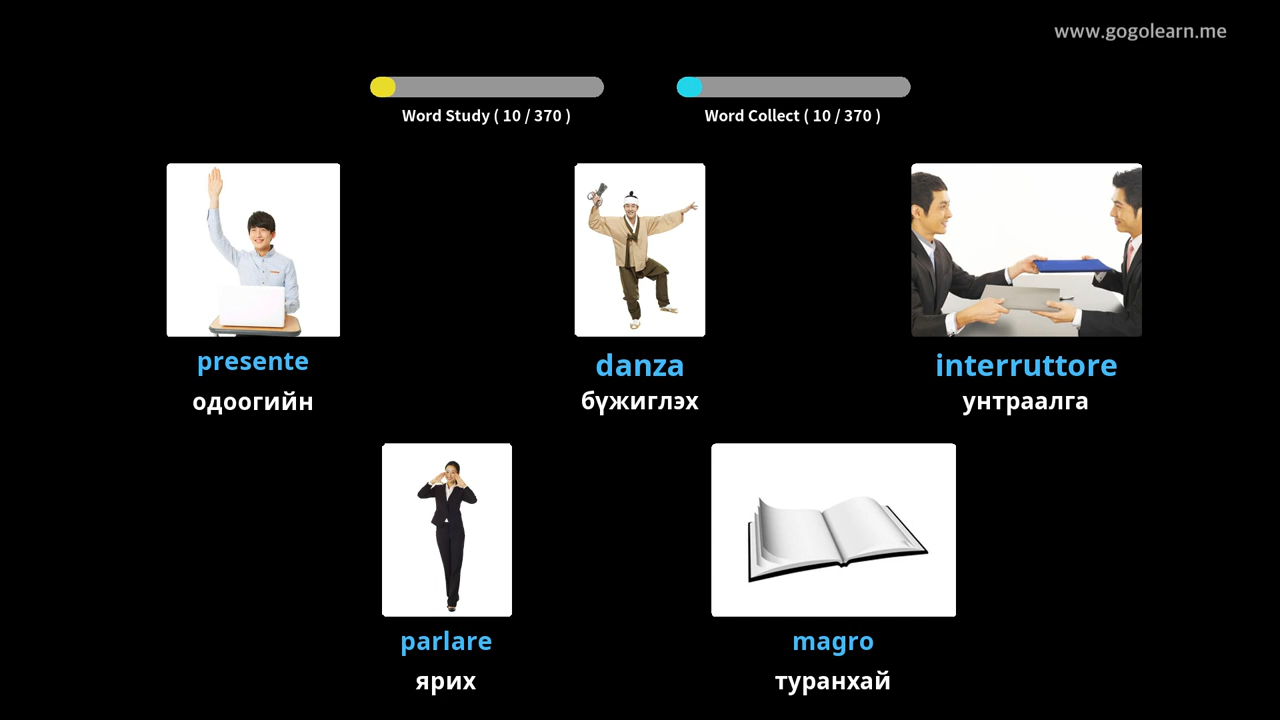 www.gogolearn.me
Word Study ( 10 / 370 )
Word Collect ( 10 / 370 )
presente
одоогийн
danza
бүжиглэх
interruttore
унтраалга
parlare
ярих
magro
туранхай